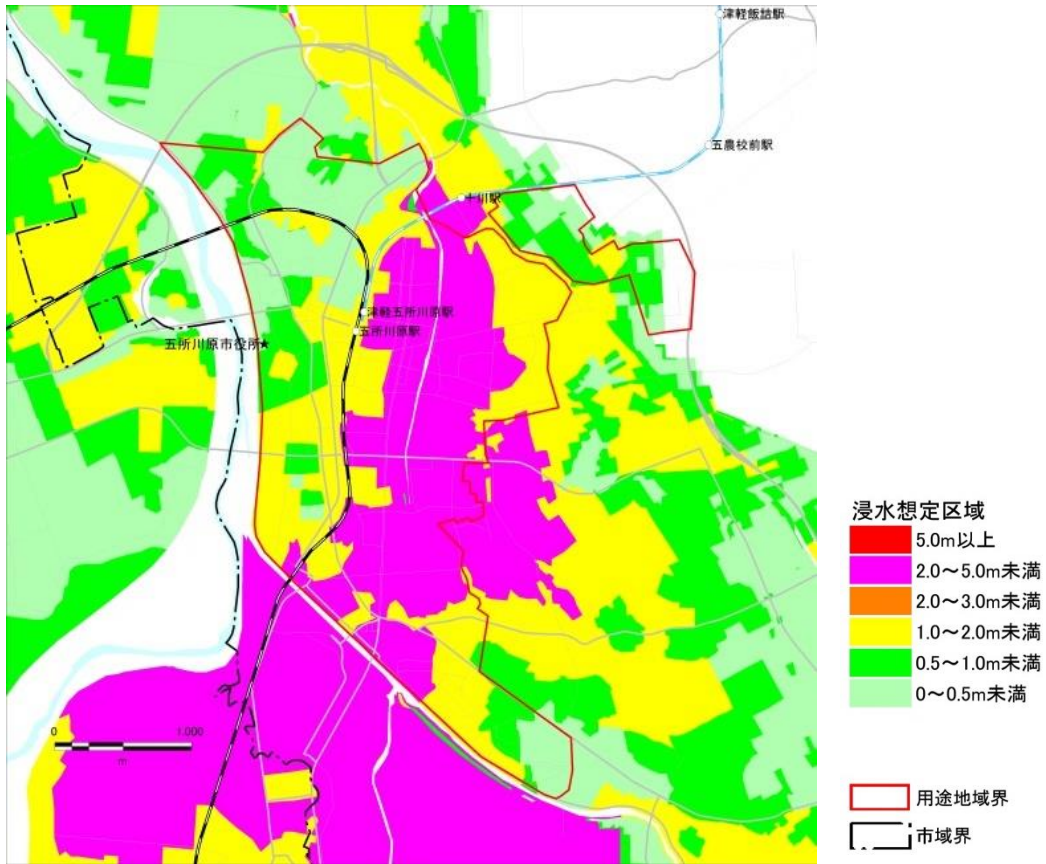 津軽飯詰駅
五農校前駅
十川駅
津軽五所川原駅
五所川原駅
五所川原市役所★
0 1,000
m
浸水想定区域
5.0m以上
2.0～5.0m未満
2.0～3.0m未満
1.0～2.0m未満
0.5～1.0m未満
0～0.5m未満
用途地域界
市域界